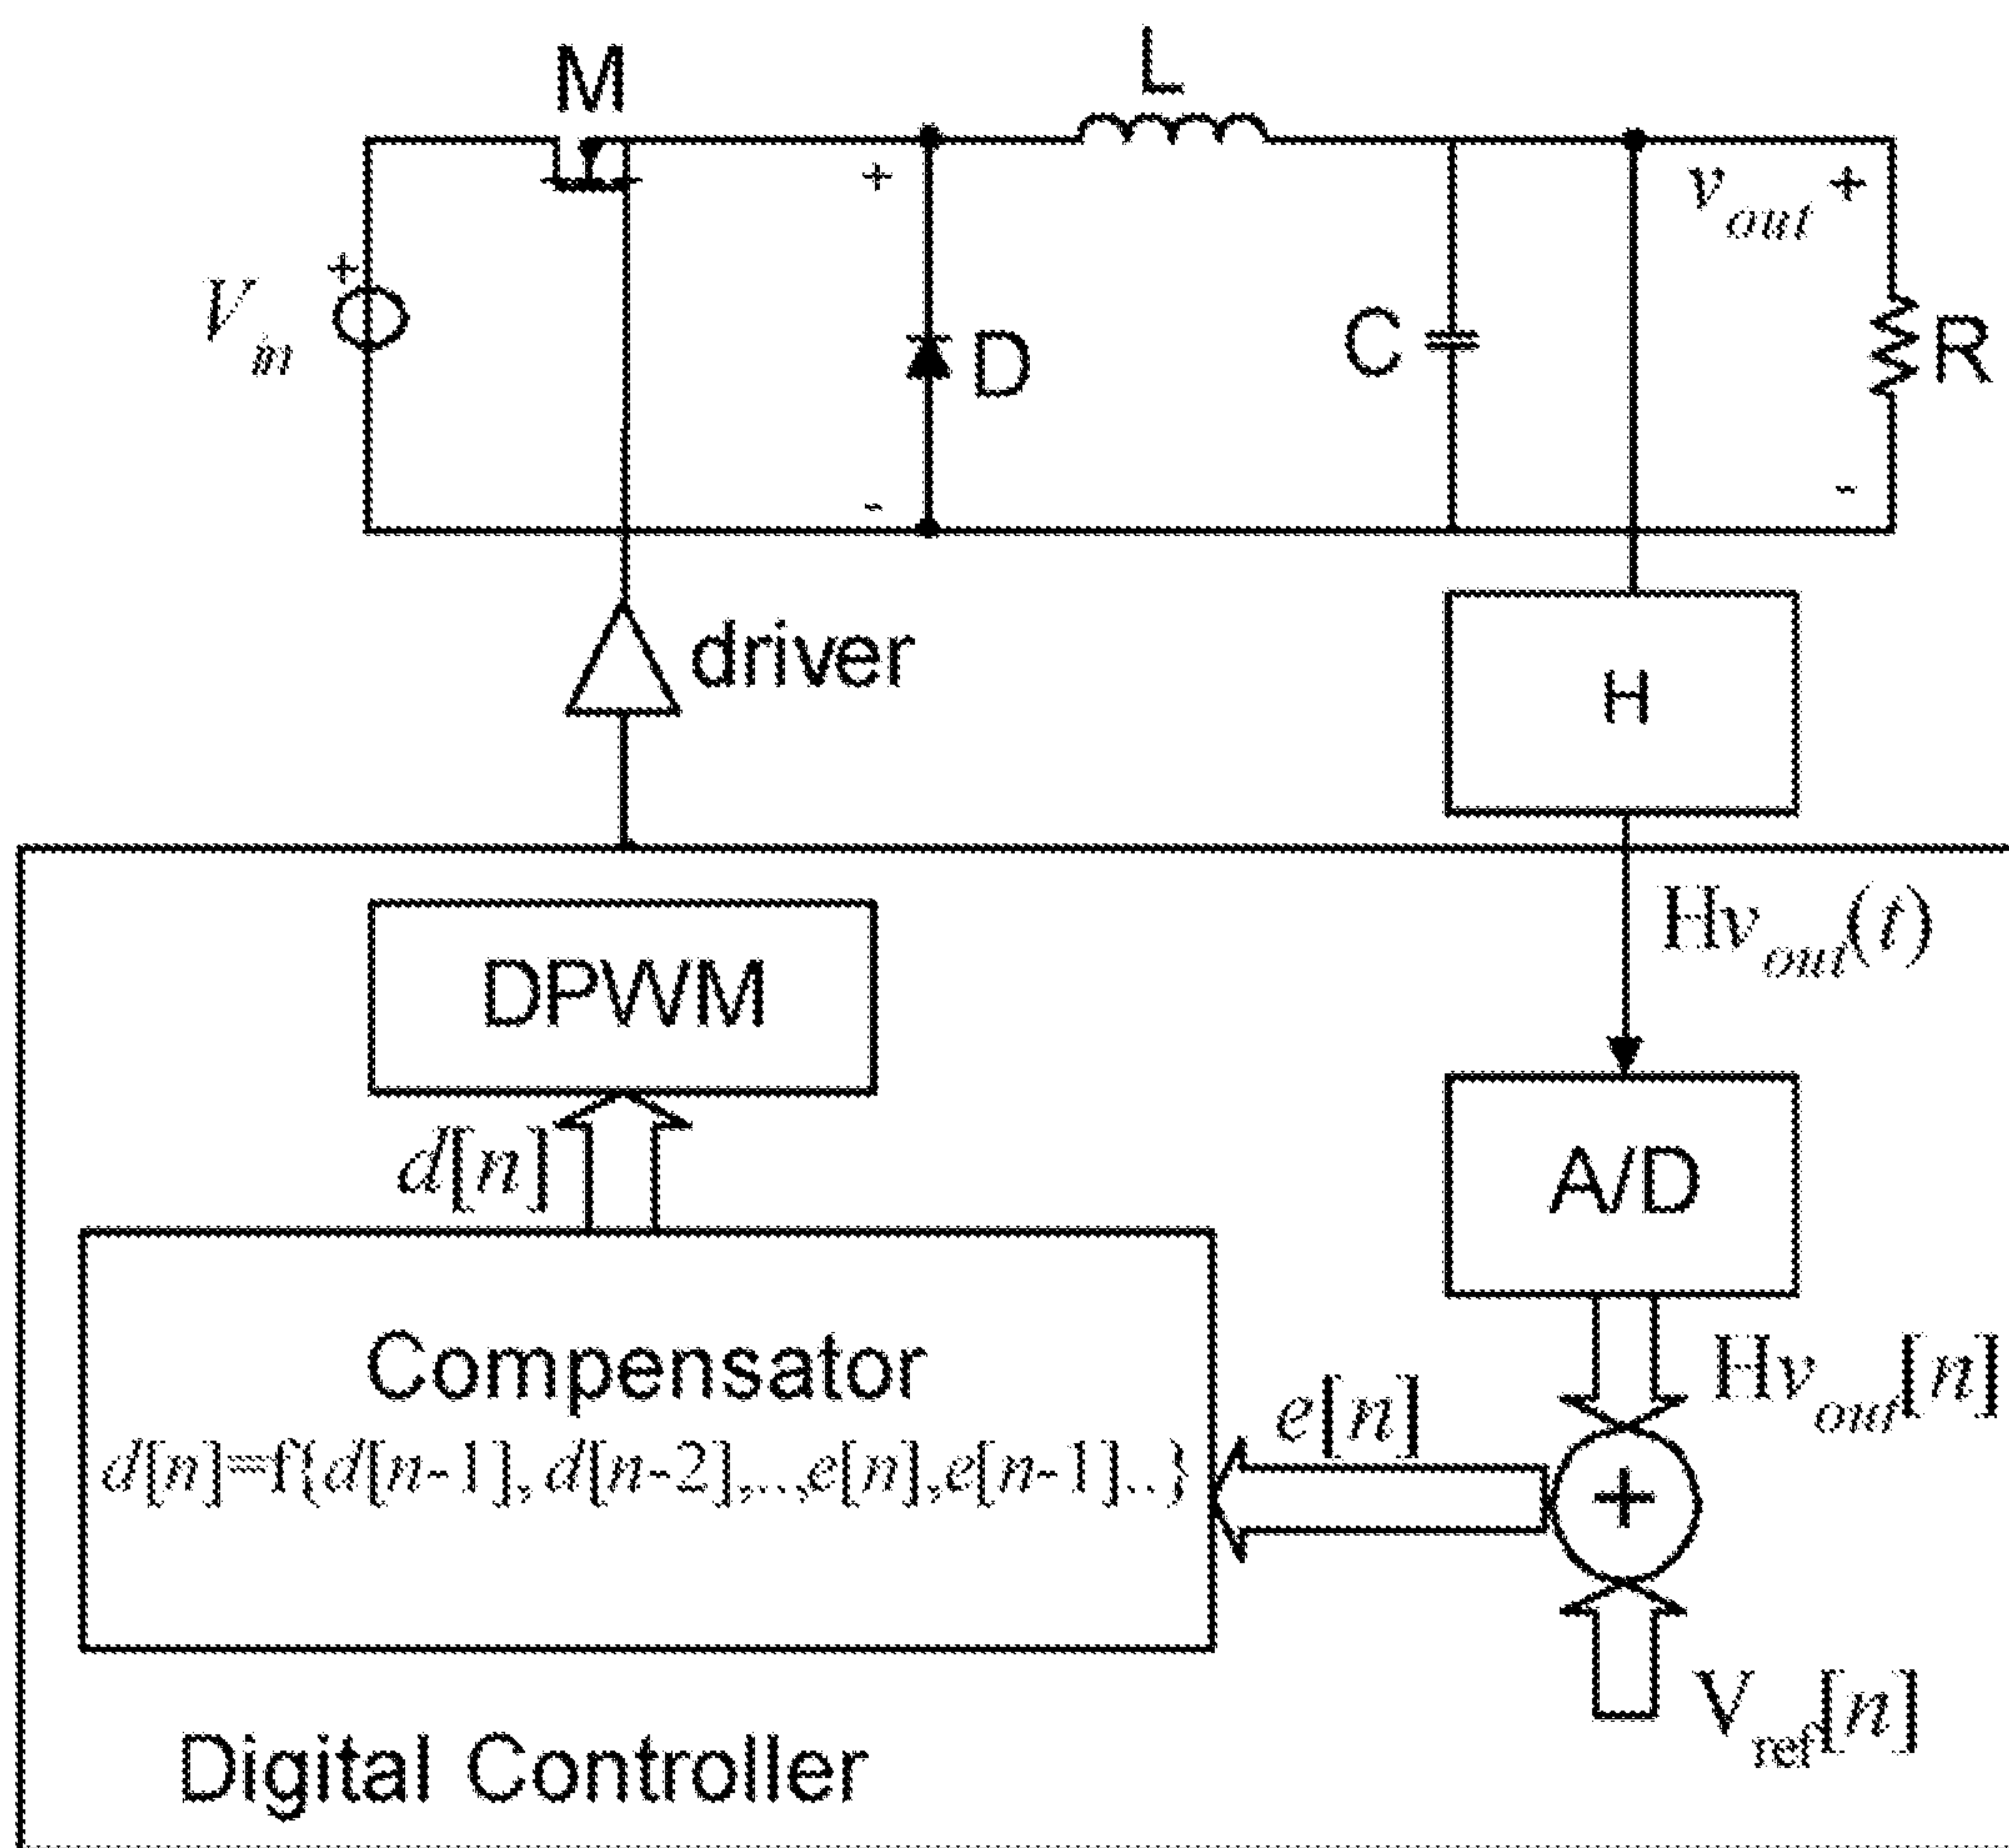 M
L
+
+
v_out +
V_in
D
C
R
-
-
driver
H
Hv_out(t)
DPWM
d[n]
A/D
Compensator
d[n]=f{d[n-1], d[n-2],..,e[n],e[n-1]..}
e[n]
Hv_out[n]
+
V_ref[n]
Digital Controller